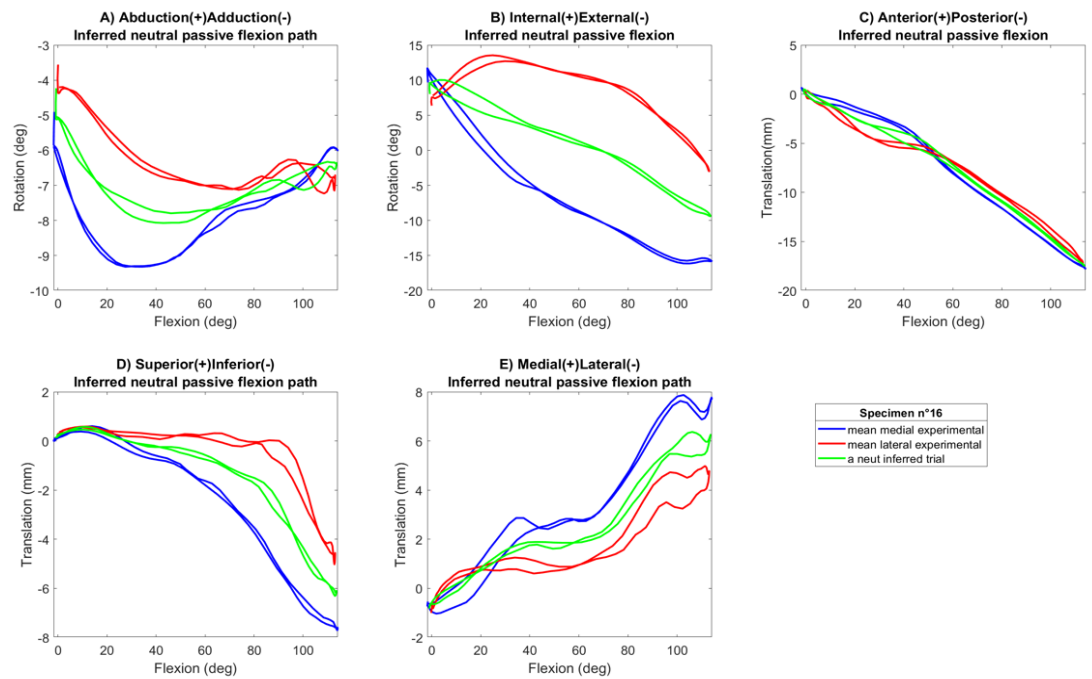 A) Abduction(+)Adduction(-)
Inferred neutral passive flexion path
-3
-4
-5
-6
-7
-8
-9
-10
Rotation (deg)
0 20 40 60 80 100
Flexion (deg)
B) Internal(+)External(-)
Inferred neutral passive flexion
15
10
5
0
-5
-10
-15
-20
Rotation (deg)
0 20 40 60 80 100
Flexion (deg)
C) Anterior(+)Posterior(-)
Inferred neutral passive flexion
5
0
-5
-10
-15
-20
Translation(mm)
0 20 40 60 80 100
Flexion (deg)
D) Superior(+)Inferior(-)
Inferred neutral passive flexion path
2
0
-2
-4
-6
-8
Translation (mm)
0 20 40 60 80 100
Flexion (deg)
E) Medial(+)Lateral(-)
Inferred neutral passive flexion path
8
6
4
2
0
-2
Translation (mm)
0 20 40 60 80 100
Flexion (deg)
Specimen n°16
mean medial experimental
mean lateral experimental
a neut inferred trial